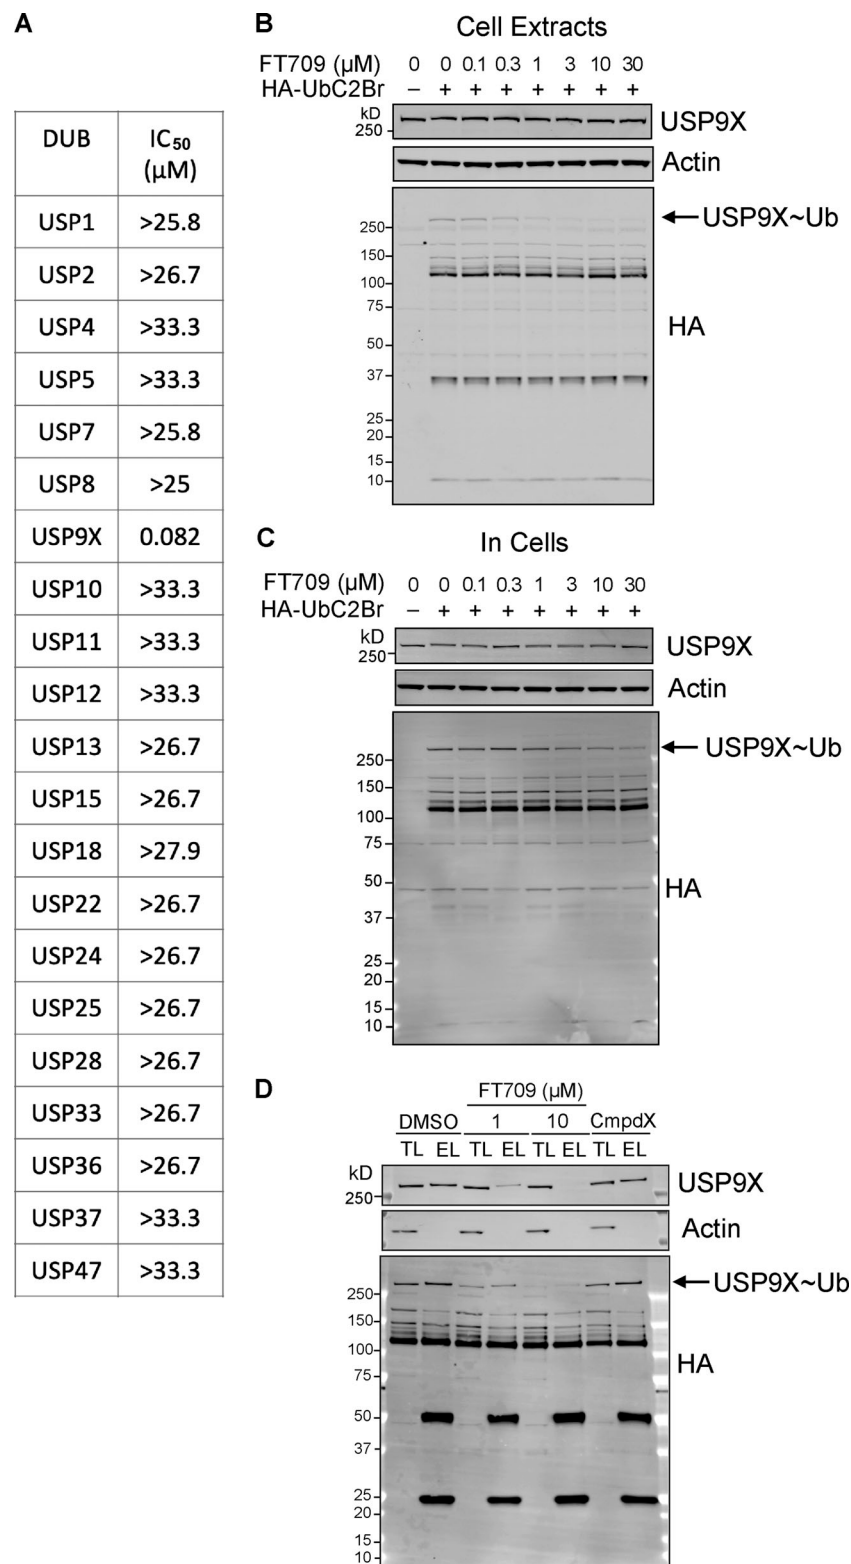 A
DUB IC50 (μM)
USP1 >25.8
USP2 >26.7
USP4 >33.3
USP5 >33.3
USP7 >25.8
USP8 >25
USP9X 0.082
USP10 >33.3
USP11 >33.3
USP12 >33.3
USP13 >26.7
USP15 >26.7
USP18 >27.9
USP22 >26.7
USP24 >26.7
USP25 >26.7
USP28 >26.7
USP33 >26.7
USP36 >26.7
USP37 >33.3
USP47 >33.3
B
Cell Extracts
FT709 (μM) 0 0 0.1 0.3 1 3 10 30
HA-UbC2Br – + + + + + + +
kD
250
USP9X
Actin
USP9X~Ub
250
150
100
75
HA
50
37
25
20
15
10
C
In Cells
FT709 (μM) 0 0 0.1 0.3 1 3 10 30
HA-UbC2Br – + + + + + + +
kD
250
USP9X
Actin
USP9X~Ub
250
150
100
75
50
HA
37
25
20
15
10
D
FT709 (μM)
DMSO 1 10 CmpdX
TL EL TL EL TL EL TL EL
kD
250
USP9X
Actin
USP9X~Ub
250
150
100
HA
75
50
37
25
20
15
10